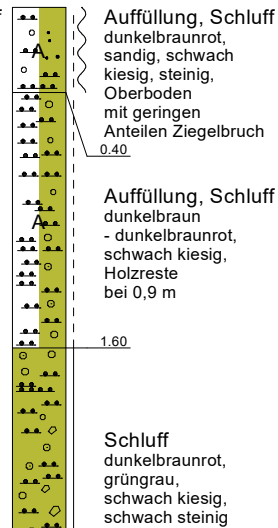 Auffüllung, Schluff
dunkelbraunrot,
sandig, schwach
kiesig, steinig,
Oberboden
mit geringen
Anteilen Ziegelbruch
A
0.40
Auffüllung, Schluff
dunkelbraun
- dunkelbraunrot,
schwach kiesig,
Holzreste
bei 0,9 m
A
1.60
Schluff
dunkelbraunrot,
grüngrau,
schwach kiesig,
schwach steinig